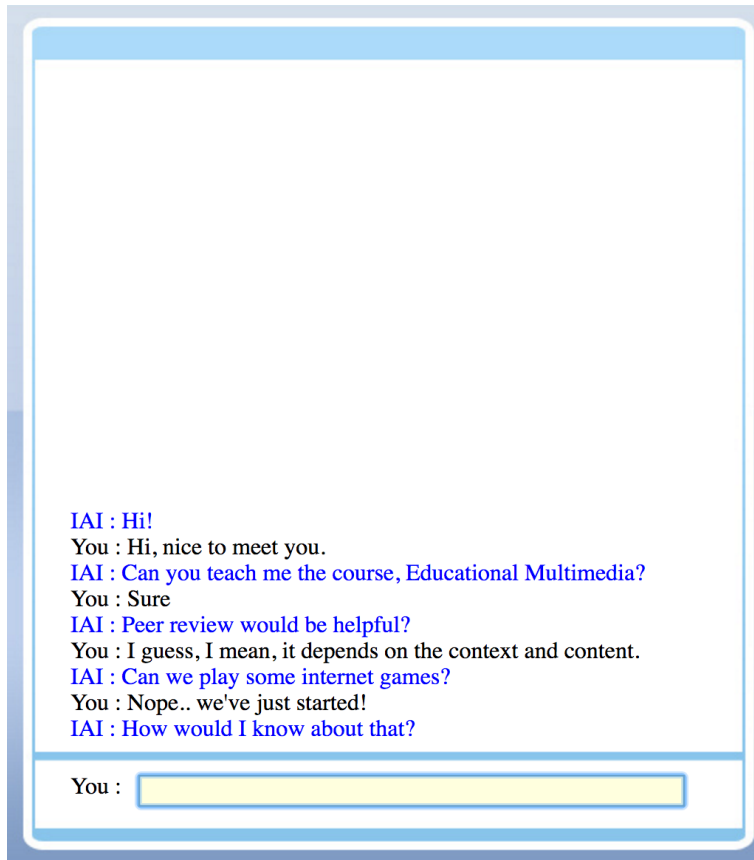 IAI : Hi!
You : Hi, nice to meet you.
IAI : Can you teach me the course, Educational Multimedia?
You : Sure
IAI : Peer review would be helpful?
You : I guess, I mean, it depends on the context and content.
IAI : Can we play some internet games?
You : Nope.. we've just started!
IAI : How would I know about that?
You :